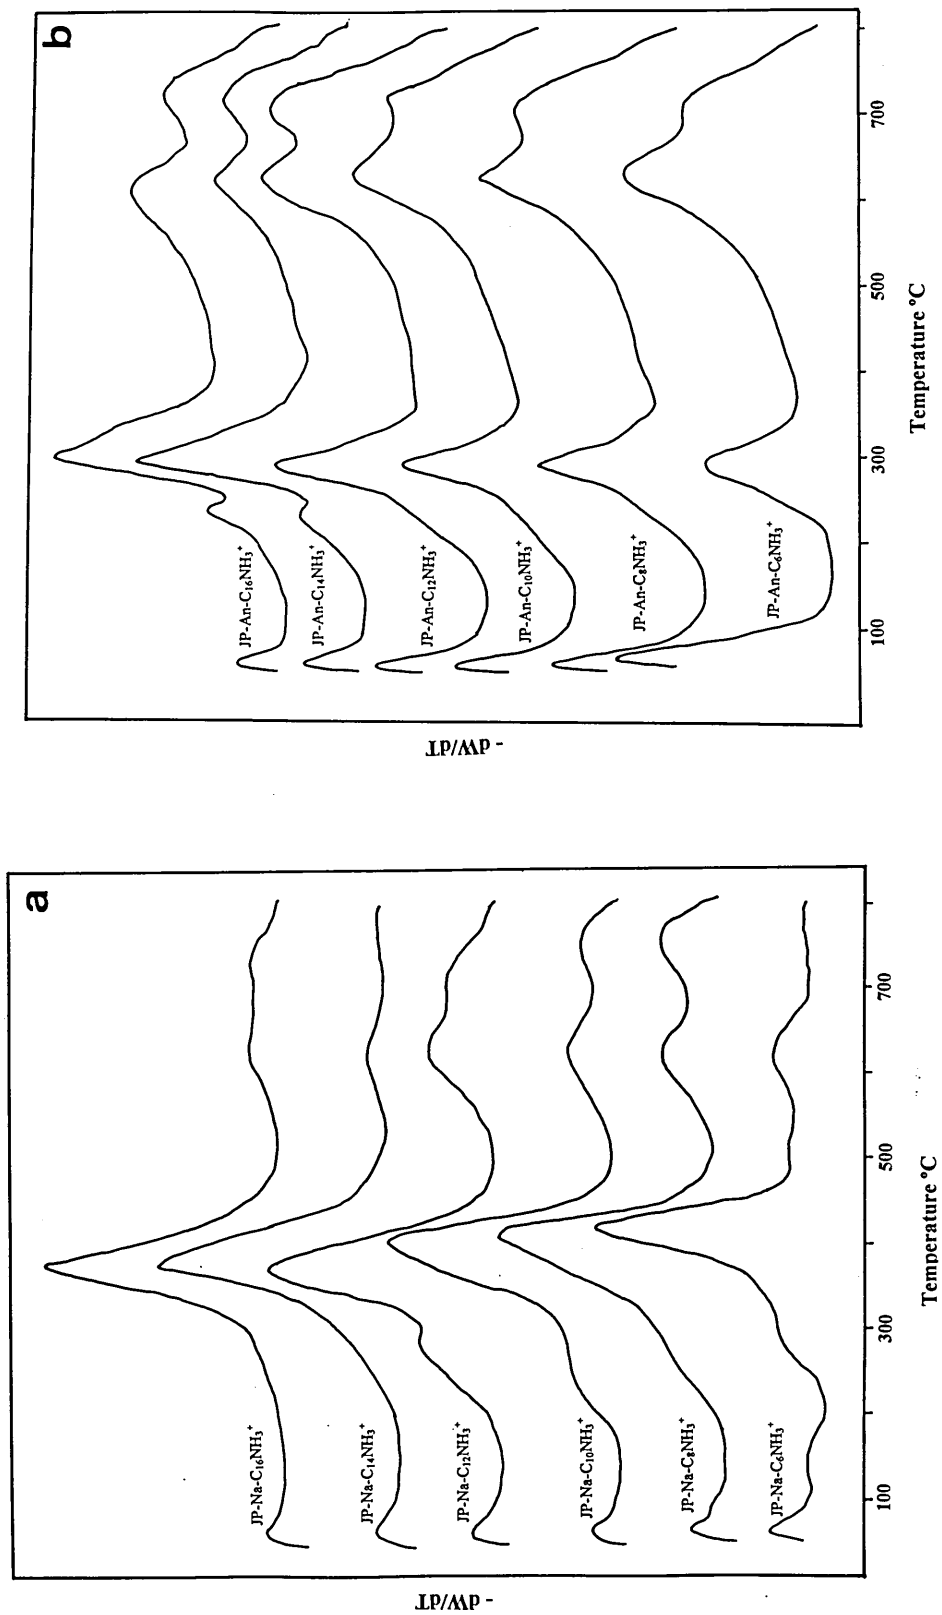 a
JP-Na-C₁₆NH₃⁺
JP-Na-C₁₄NH₃⁺
JP-Na-C₁₂NH₃⁺
JP-Na-C₁₀NH₃⁺
JP-Na-C₈NH₃⁺
JP-Na-C₆NH₃⁺
- dW/dT
100 300 500 700
Temperature °C
b
JP-An-C₁₆NH₃⁺
JP-An-C₁₄NH₃⁺
JP-An-C₁₂NH₃⁺
JP-An-C₁₀NH₃⁺
JP-An-C₈NH₃⁺
JP-An-C₆NH₃⁺
- dW/dT
100 300 500 700
Temperature °C